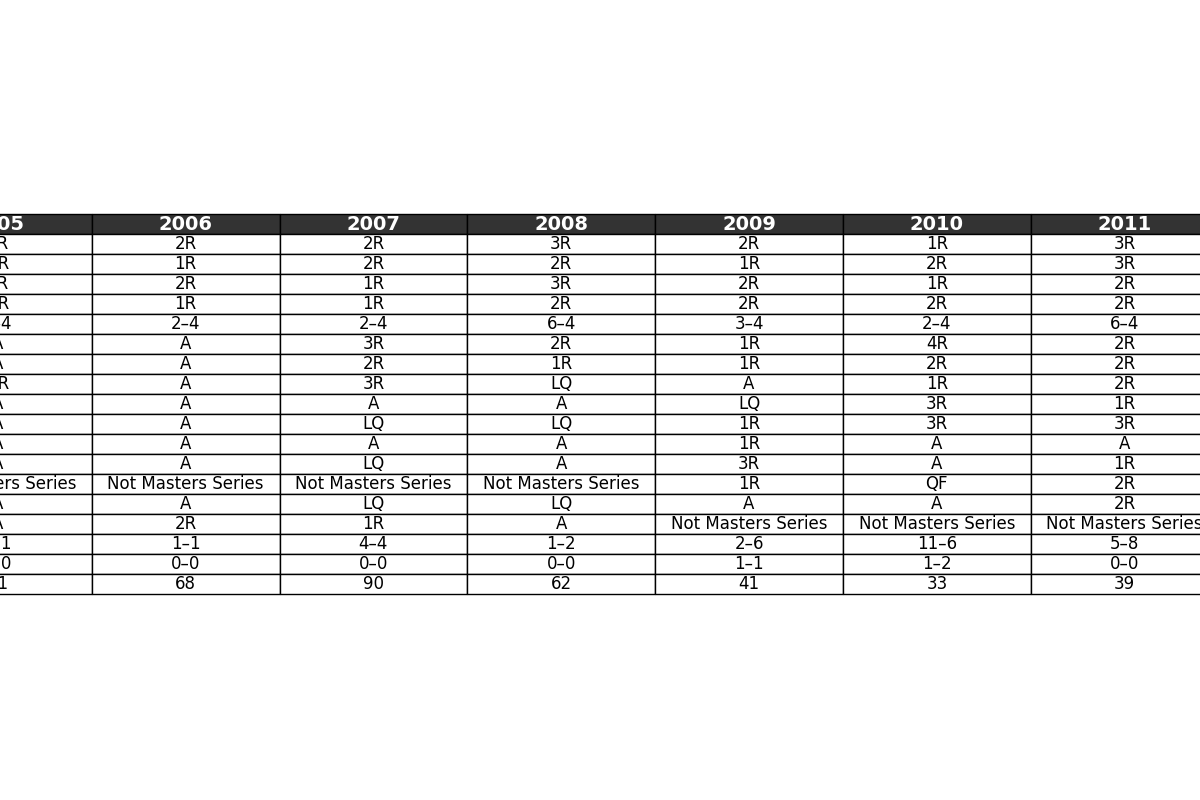 05 2006 2007 2008 2009 2010 2011
R 2R 2R 3R 2R 1R 3R
R 1R 2R 2R 1R 2R 3R
R 2R 1R 3R 2R 1R 2R
R 1R 1R 2R 2R 2R 2R
4 2–4 2–4 6–4 3–4 2–4 6–4
A A 3R 2R 1R 4R 2R
A A 2R 1R 1R 2R 2R
R A 3R LQ A 1R 2R
A A A A LQ 3R 1R
A A LQ LQ 1R 3R 3R
A A A A 1R A A
A A LQ A 3R A 1R
ers Series Not Masters Series Not Masters Series Not Masters Series 1R QF 2R
A A LQ LQ A A 2R
A 2R 1R A Not Masters Series Not Masters Series Not Masters Series
1 1–1 4–4 1–2 2–6 11–6 5–8
0 0–0 0–0 0–0 1–1 1–2 0–0
1 68 90 62 41 33 39